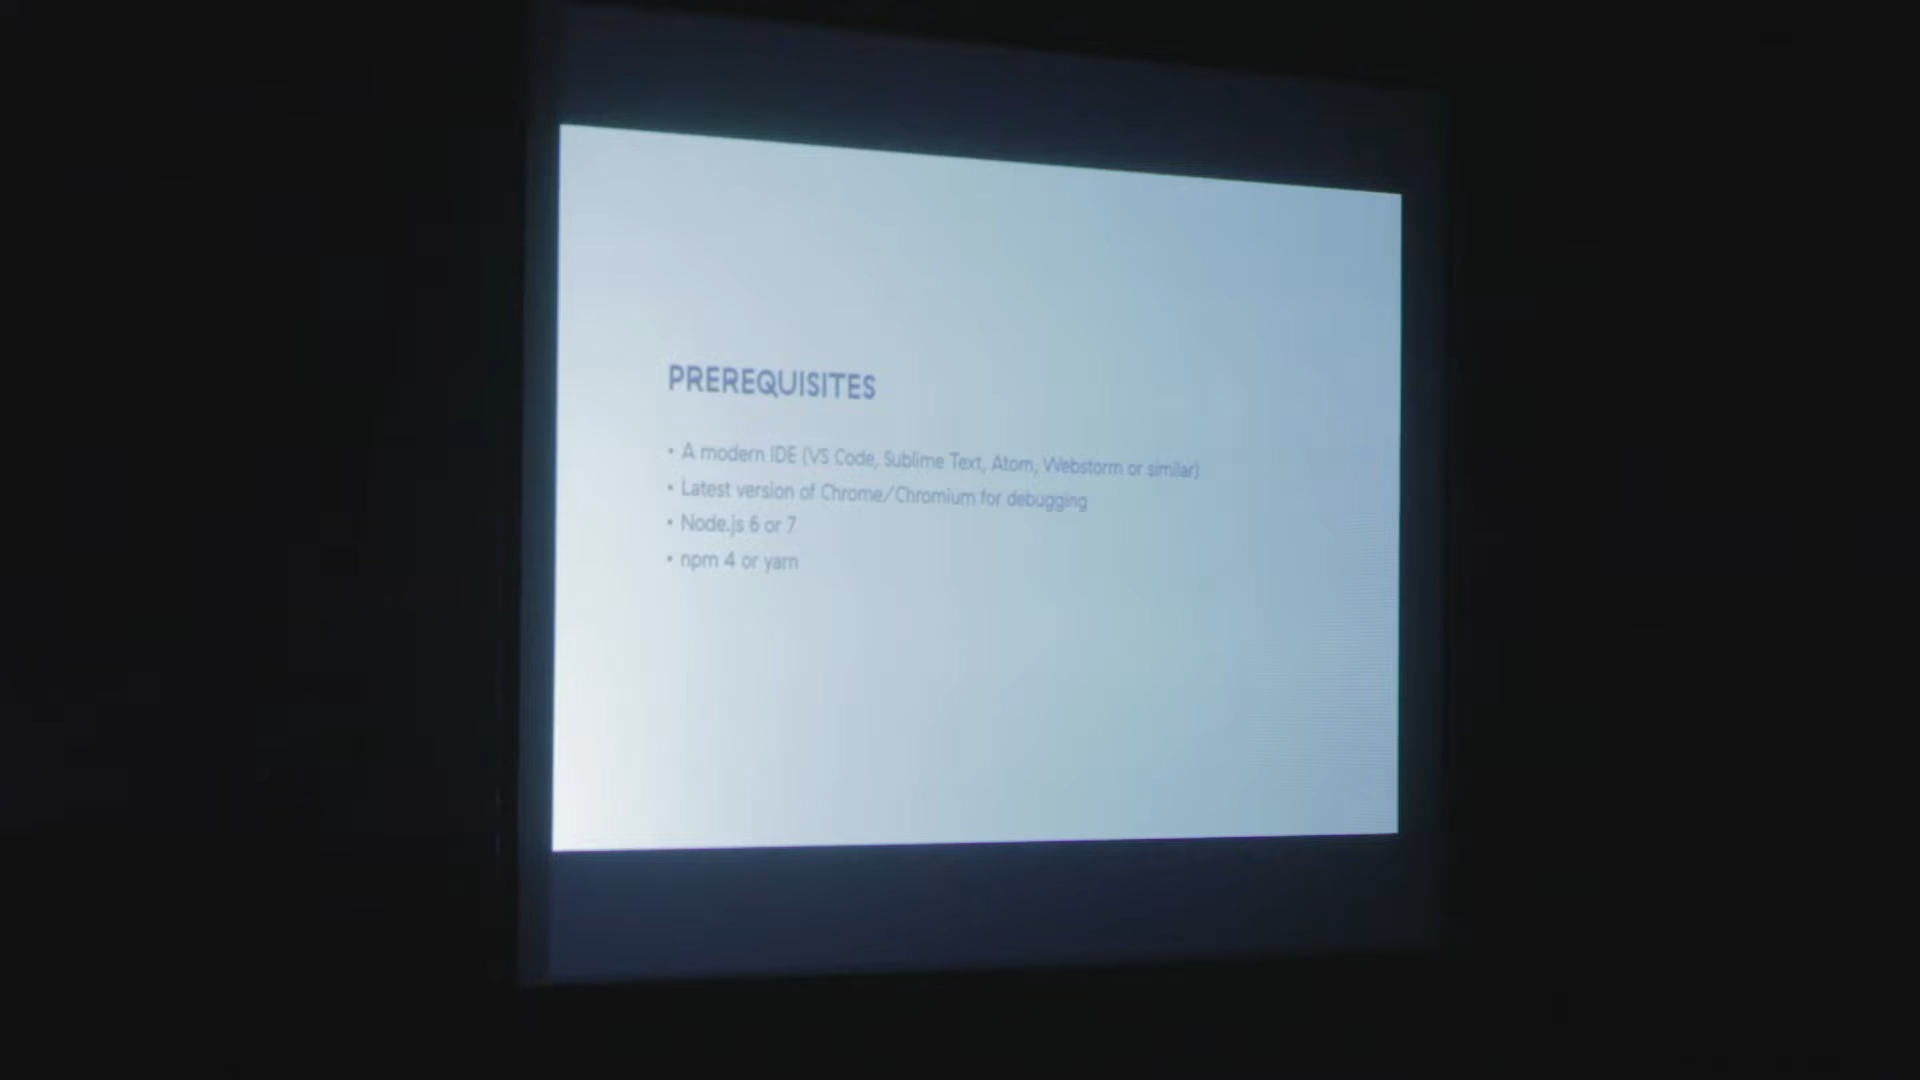 PREREQUISITES
• A modern IDE (VS Code, Sublime Text, Atom, Webstorm or similar)
• Latest version of Chrome/Chromium for debugging
• Node.js 6 or 7
• npm 4 or yarn